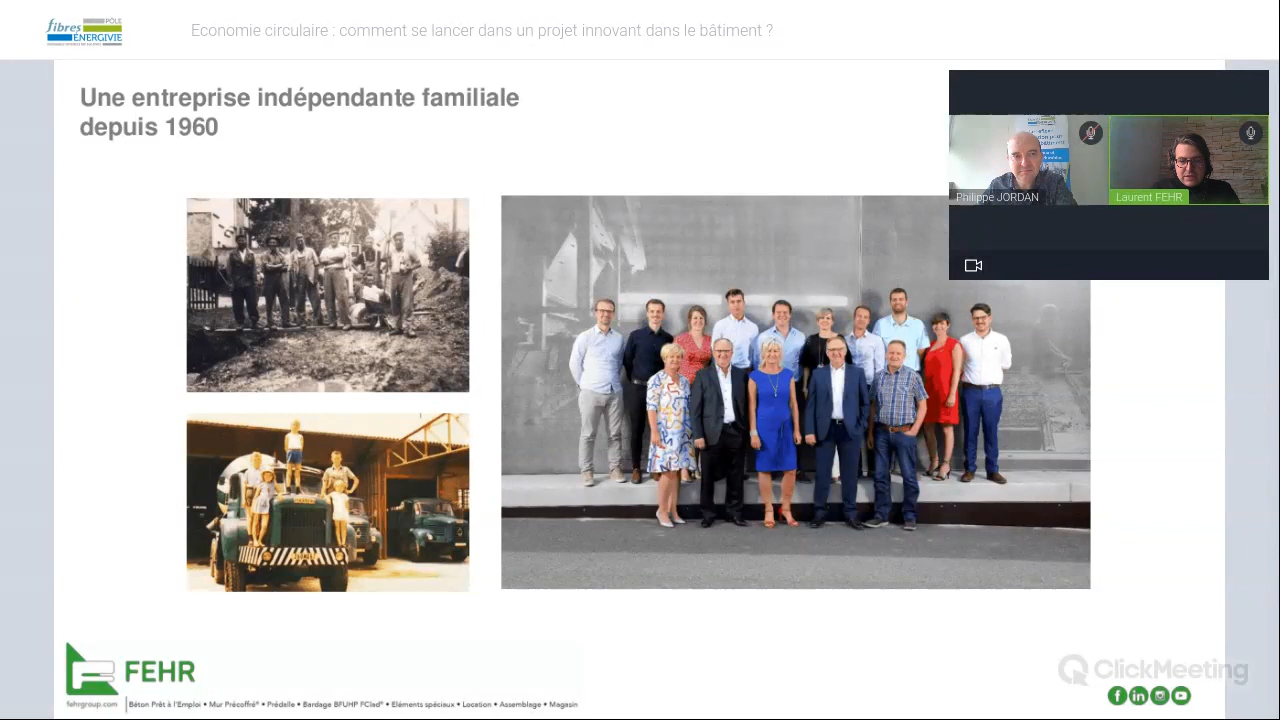 fibres
PÔLE
ÉNERGIVIE
Economie circulaire : comment se lancer dans un projet innovant dans le bâtiment ?
Une entreprise indépendante familiale
depuis 1960
Philippe JORDAN
Laurent FEHR
FEHR
fehrgroup.com
Béton Prêt à l'Emploi • Mur Précoffré® • Prédalle • Bardage BFUHP FClad® • Eléments spéciaux • Location • Assemblage • Magasin
ClickMeeting